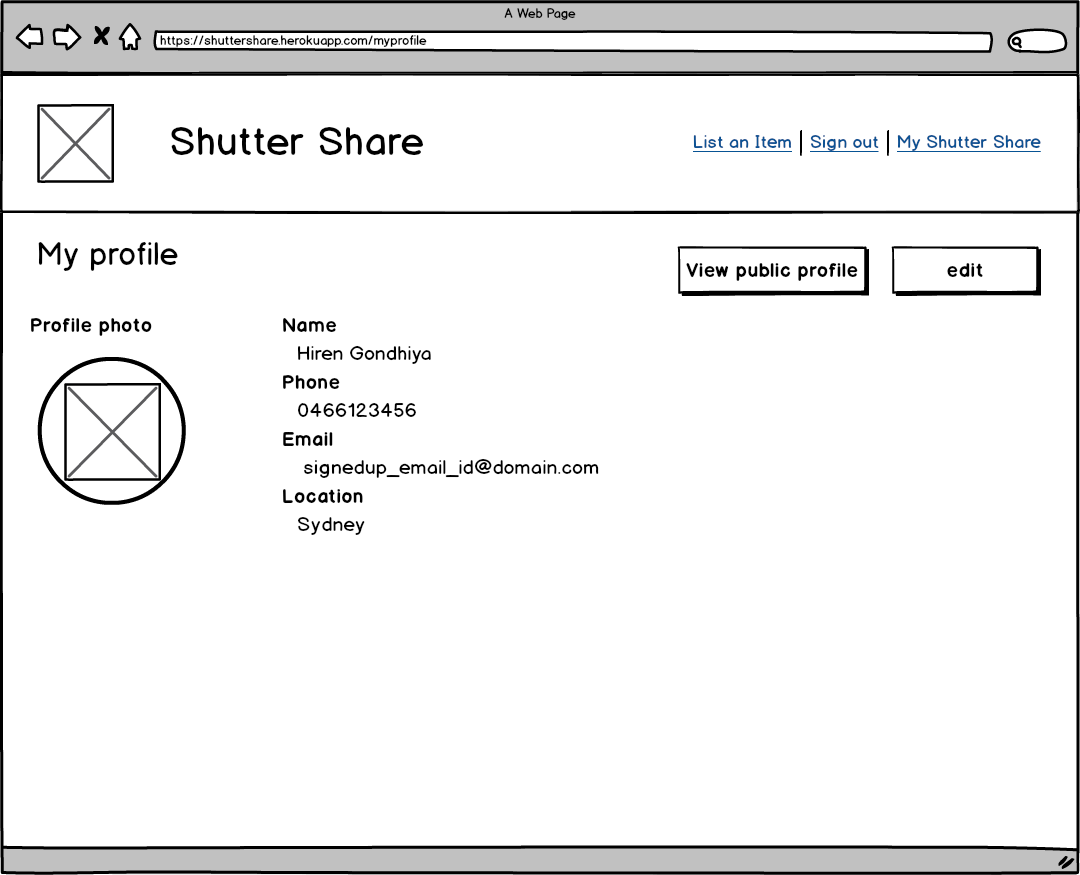 A Web Page
https://shuttershare.herokuapp.com/myprofile
Shutter Share
List an Item | Sign out | My Shutter Share
My profile
View public profile
edit
Profile photo
Name
Hiren Gondhiya
Phone
0466123456
Email
signedup_email_id@domain.com
Location
Sydney